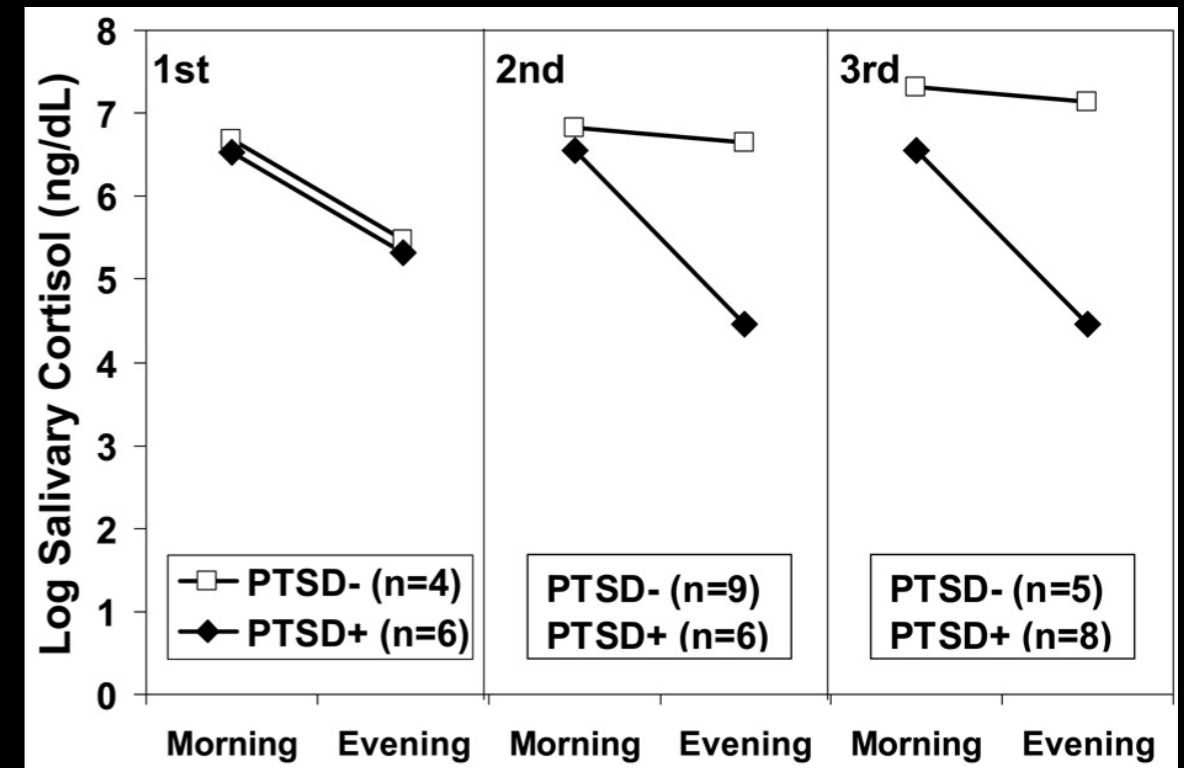 Log Salivary Cortisol (ng/dL)
8
7
6
5
4
3
2
1
0
1st
2nd
3rd
PTSD- (n=4)
PTSD+ (n=6)
PTSD- (n=9)
PTSD+ (n=6)
PTSD- (n=5)
PTSD+ (n=8)
Morning Evening Morning Evening Morning Evening